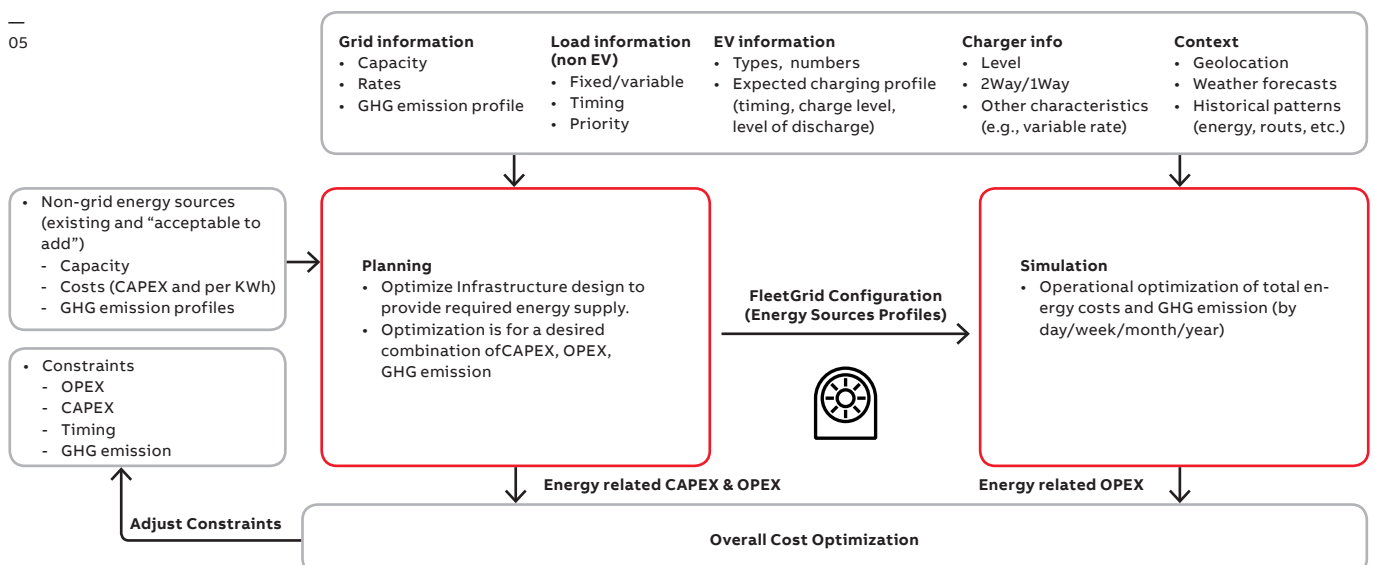 05
Grid information
• Capacity
• Rates
• GHG emission profile
Load information
(non EV)
• Fixed/variable
• Timing
• Priority
EV information
• Types, numbers
• Expected charging profile
(timing, charge level,
level of discharge)
Charger info
• Level
• 2Way/1Way
• Other characteristics
(e.g., variable rate)
Context
• Geolocation
• Weather forecasts
• Historical patterns
(energy, routs, etc.)
• Non-grid energy sources
(existing and “acceptable to
add”)
- Capacity
- Costs (CAPEX and per KWh)
- GHG emission profiles
• Constraints
- OPEX
- CAPEX
- Timing
- GHG emission
Planning
• Optimize Infrastructure design to
provide required energy supply.
• Optimization is for a desired
combination ofCAPEX, OPEX,
GHG emission
FleetGrid Configuration
(Energy Sources Profiles)
Simulation
• Operational optimization of total en-
ergy costs and GHG emission (by
day/week/month/year)
Energy related CAPEX & OPEX
Energy related OPEX
Adjust Constraints
Overall Cost Optimization